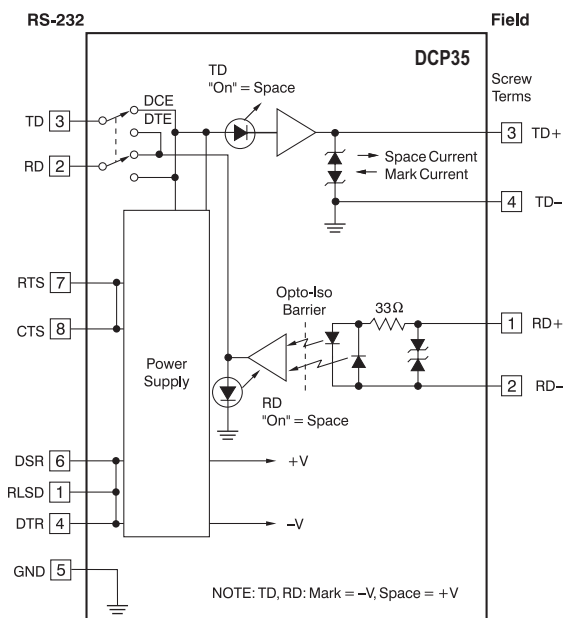 RS-232
Field
DCP35
TD
"On" = Space
Screw
Terms
DCE
DTE
TD 3
3 TD+
Space Current
Mark Current
RD 2
4 TD–
RTS 7
Opto-Iso
Barrier
33Ω
1 RD+
CTS 8
Power
Supply
2 RD–
RD
"On" = Space
DSR 6
+V
RLSD 1
DTR 4
–V
GND 5
NOTE: TD, RD: Mark = –V, Space = +V